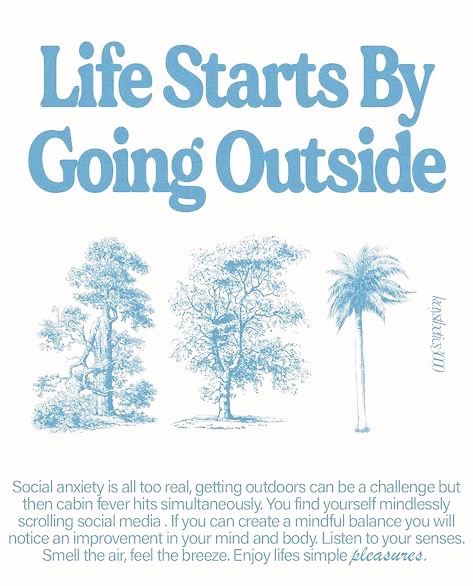 Life Starts By
Going Outside
Social anxiety is all too real, getting outdoors can be a challenge but
then cabin fever hits simultaneously. You find yourself mindlessly
scrolling social media . If you can create a mindful balance you will
notice an improvement in your mind and body. Listen to your senses.
Smell the air, feel the breeze. Enjoy lifes simple pleasures.